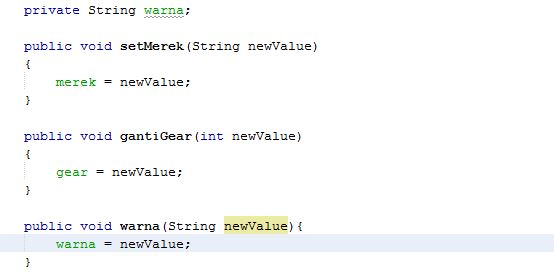 private String warna;
public void setMerek(String newValue)
{
merek = newValue;
}
public void gantiGear(int newValue)
{
gear = newValue;
}
public void warna(String newValue){
warna = newValue;
}